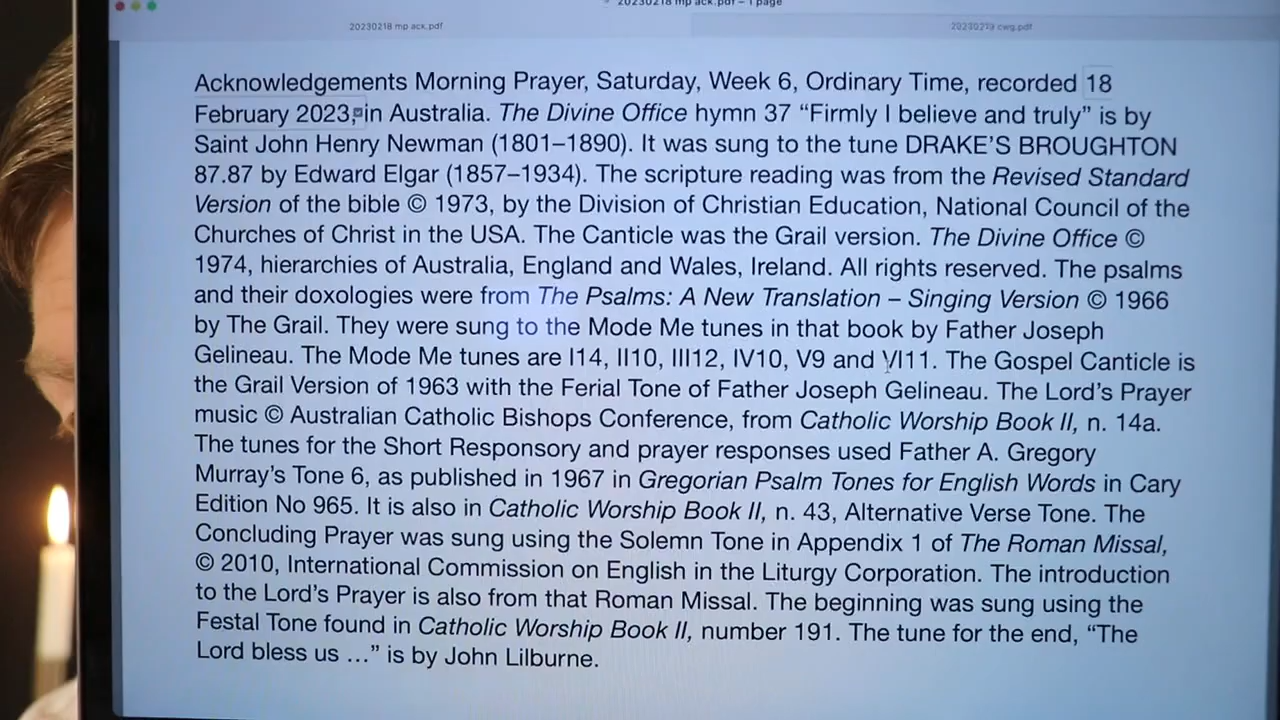 20230218 mp ack.pdf – 1 page
20230218 mp ack.pdf
cwg.pdf
Acknowledgements Morning Prayer, Saturday, Week 6, Ordinary Time, recorded 18
February 2023, in Australia. The Divine Office hymn 37 “Firmly I believe and truly” is by
Saint John Henry Newman (1801–1890). It was sung to the tune DRAKE’S BROUGHTON
87.87 by Edward Elgar (1857–1934). The scripture reading was from the Revised Standard
Version of the bible © 1973, by the Division of Christian Education, National Council of the
Churches of Christ in the USA. The Canticle was the Grail version. The Divine Office ©
1974, hierarchies of Australia, England and Wales, Ireland. All rights reserved. The psalms
and their doxologies were from The Psalms: A New Translation – Singing Version © 1966
by The Grail. They were sung to the Mode Me tunes in that book by Father Joseph
Gelineau. The Mode Me tunes are I14, II10, III12, IV10, V9 and VI11. The Gospel Canticle is
the Grail Version of 1963 with the Ferial Tone of Father Joseph Gelineau. The Lord’s Prayer
music © Australian Catholic Bishops Conference, from Catholic Worship Book II, n. 14a.
The tunes for the Short Responsory and prayer responses used Father A. Gregory
Murray’s Tone 6, as published in 1967 in Gregorian Psalm Tones for English Words in Cary
Edition No 965. It is also in Catholic Worship Book II, n. 43, Alternative Verse Tone. The
Concluding Prayer was sung using the Solemn Tone in Appendix 1 of The Roman Missal,
© 2010, International Commission on English in the Liturgy Corporation. The introduction
to the Lord’s Prayer is also from that Roman Missal. The beginning was sung using the
Festal Tone found in Catholic Worship Book II, number 191. The tune for the end, “The
Lord bless us …” is by John Lilburne.